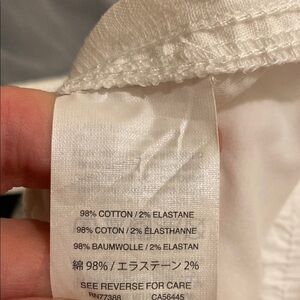 98% COTTON / 2% ELASTANE
98% COTON / 2% ÉLASTHANNE
98% BAUMWOLLE / 2% ELASTAN
綿 98% / エラステーン 2%
SEE REVERSE FOR CARE
RN77388 CA56445